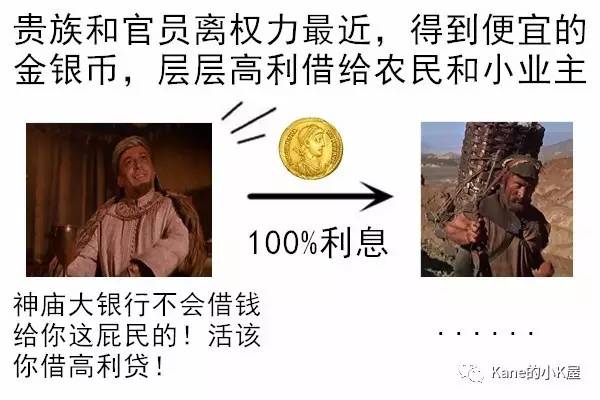 贵族和官员离权力最近，得到便宜的
金银币，层层高利借给农民和小业主
100%利息
神庙大银行不会借钱
给你这屁民的！活该
你借高利贷！
......
Kane的小K屋